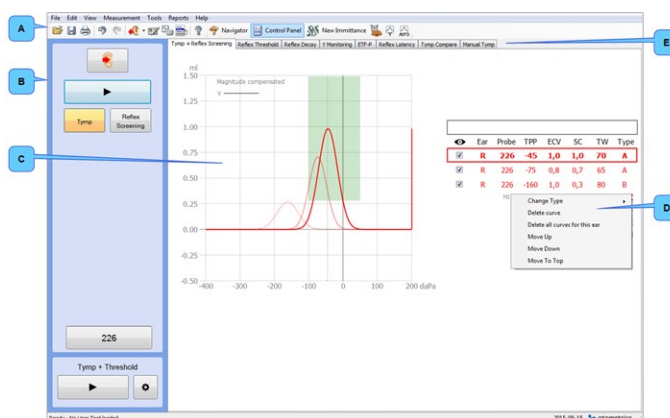 File Edit View Measurement Tools Reports Help
A
Navigator Control Panel New Immittance
E
Tymp + Reflex Screening Reflex Threshold Reflex Decay Y Monitoring ETF-P Reflex Latency Tymp Compare Manual Tymp
B
Tymp
Reflex
Screening
226
Tymp + Threshold
C
ml
Magnitude compensated
Y
1.50
1.25
1.00
0.75
0.50
0.25
0.00
-0.25
-0.50
-400 -300 -200 -100 0 100 200 daPa
Ear Probe TPP ECV SC TW Type
R 226 -45 1,0 1,0 70 A
R 226 -75 0,8 0,7 65 A
R 226 -160 1,0 0,3 80 B
Hz
D
Change Type
Delete curve
Delete all curves for this ear
Move Up
Move Down
Move To Top
otometrics